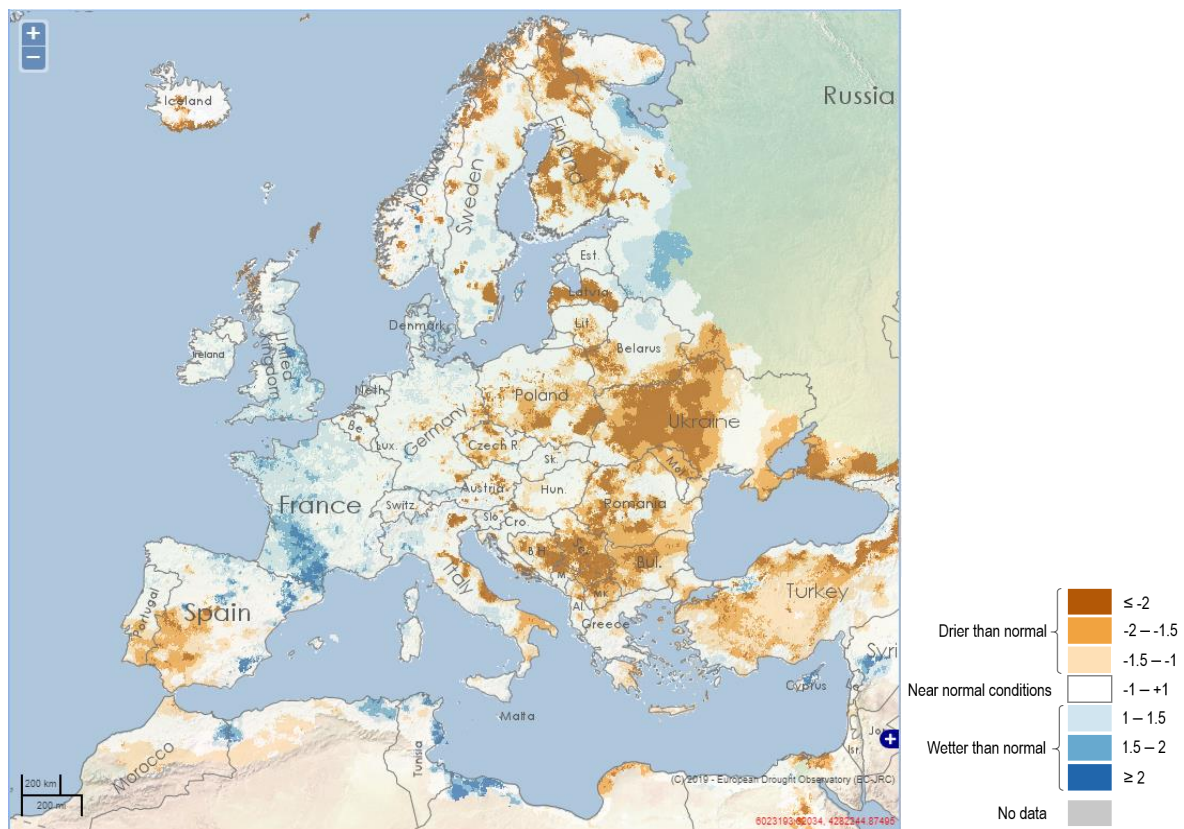 +
−
Iceland
Russia
Norway
Sweden
Finland
Est.
Latvia
Lit.
Denmark
Ireland
United
Kingdom
Belarus
Neth.
Be.
Lux.
Germany
Poland
Ukraine
Czech R.
Sk.
Austria
Hun.
Mol.
France
Switz.
Slo.
Cro.
Romania
B.H.
Bul.
MK
Al.
Italy
Portugal
Spain
Greece
Turkey
Syri
Cyprus
Malta
Isr.
Jo
+
Tunisia
Morocco
200 km
200 mi
(C) 2019 - European Drought Observatory (EC-JRC)
Drier than normal
≤ -2
-2 – -1.5
-1.5 – -1
Near normal conditions
-1 – +1
Wetter than normal
1 – 1.5
1.5 – 2
≥ 2
No data